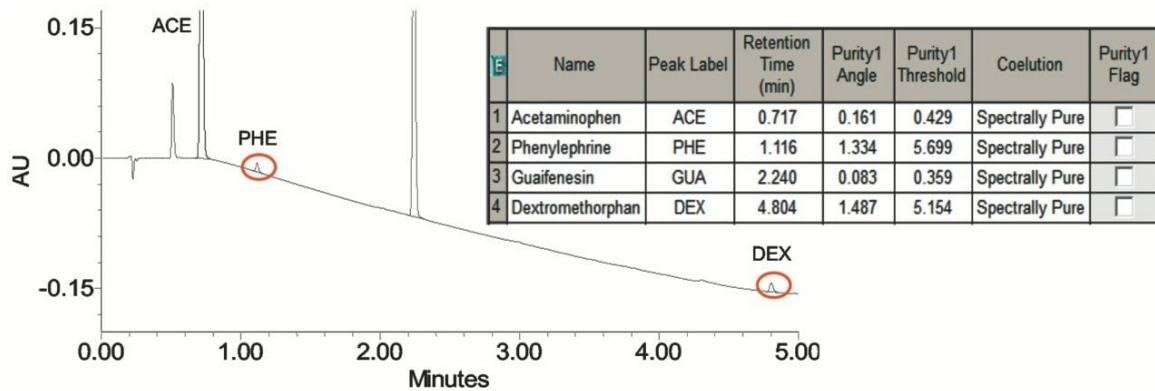 0.15
0.00
-0.15
AU
ACE
PHE
DEX
0.00 1.00 2.00 3.00 4.00 5.00
Minutes
Name Peak Label Retention Time (min) Purity1 Angle Purity1 Threshold Coelution Purity1 Flag
1 Acetaminophen ACE 0.717 0.161 0.429 Spectrally Pure
2 Phenylephrine PHE 1.116 1.334 5.699 Spectrally Pure
3 Guaifenesin GUA 2.240 0.083 0.359 Spectrally Pure
4 Dextromethorphan DEX 4.804 1.487 5.154 Spectrally Pure